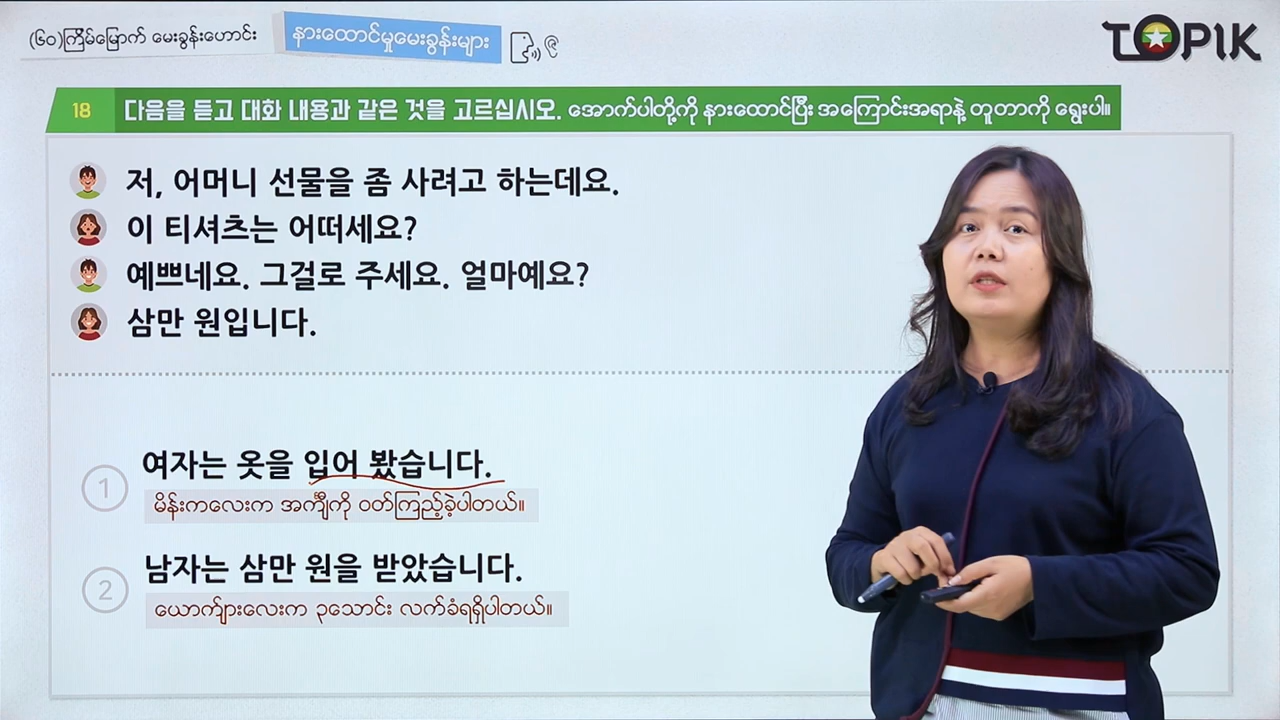 (၆၀)ကြိမ်မြောက် မေးခွန်းဟောင်း
နားထောင်မှုမေးခွန်းများ
TOPIK
18 다음을 듣고 대화 내용과 같은 것을 고르십시오. အောက်ပါတို့ကို နားထောင်ပြီး အကြောင်းအရာနဲ့ တူတာကို ရွေးပါ။
저, 어머니 선물을 좀 사려고 하는데요.
이 티셔츠는 어떠세요?
예쁘네요. 그걸로 주세요. 얼마예요?
삼만 원입니다.
1 여자는 옷을 입어 봤습니다.
မိန်းကလေးက အင်္ကျီကို ဝတ်ကြည့်ခဲ့ပါတယ်။
2 남자는 삼만 원을 받았습니다.
ယောက်ျားလေးက ၃သောင်း လက်ခံရရှိပါတယ်။